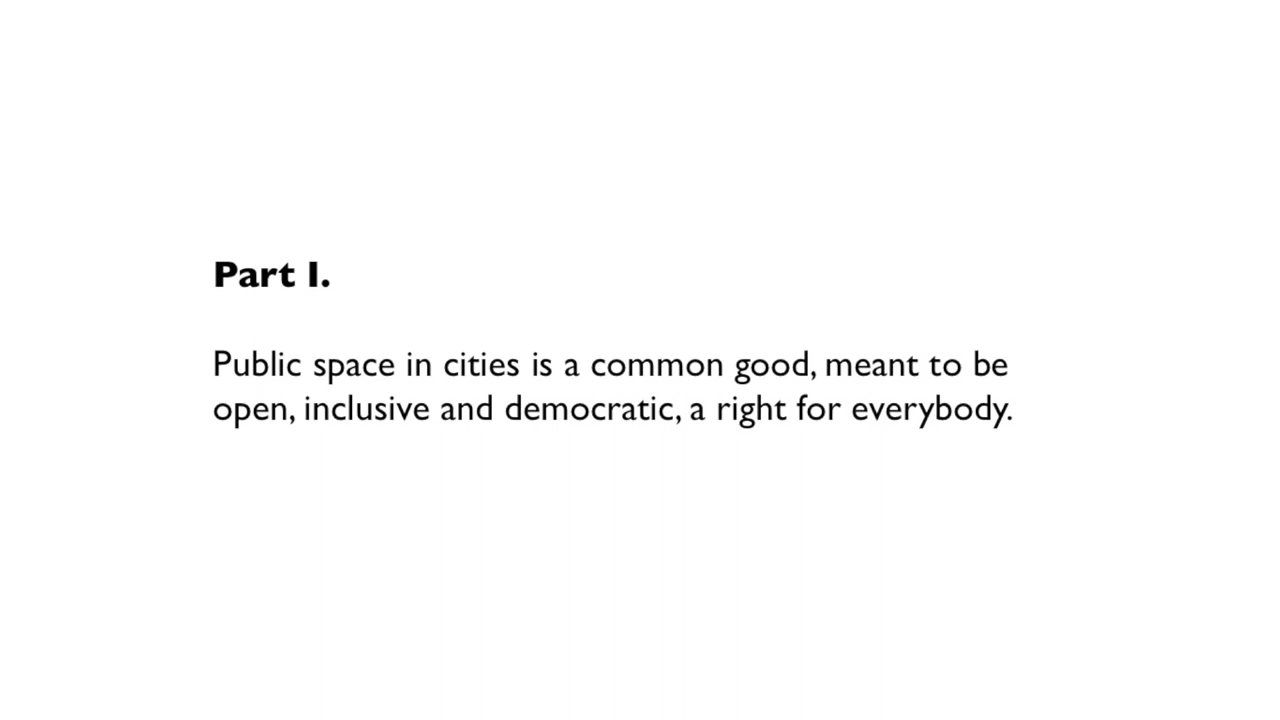 Part I.
Public space in cities is a common good, meant to be
open, inclusive and democratic, a right for everybody.